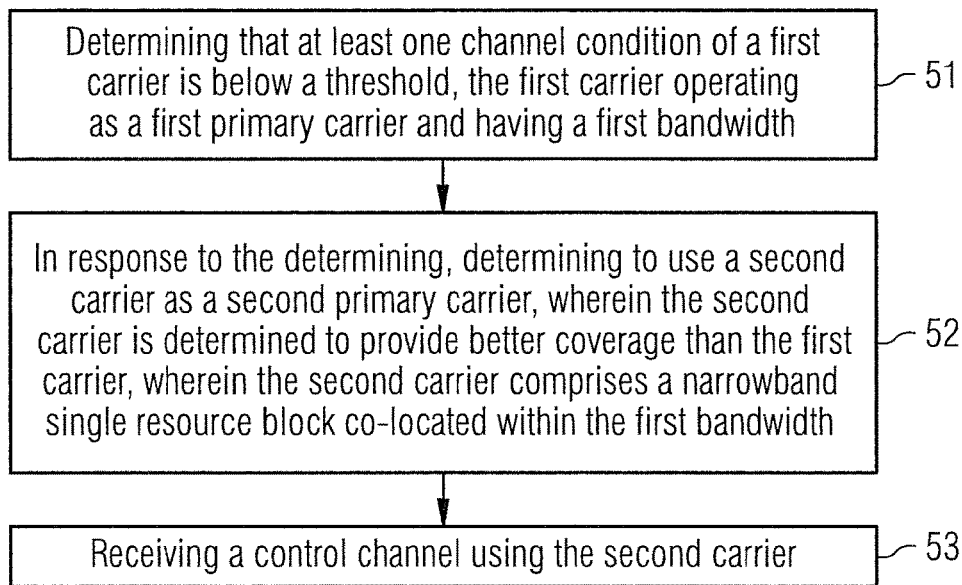 Determining that at least one channel condition of a first
carrier is below a threshold, the first carrier operating
as a first primary carrier and having a first bandwidth
51
In response to the determining, determining to use a second
carrier as a second primary carrier, wherein the second
carrier is determined to provide better coverage than the first
carrier, wherein the second carrier comprises a narrowband
single resource block co-located within the first bandwidth
52
Receiving a control channel using the second carrier
53